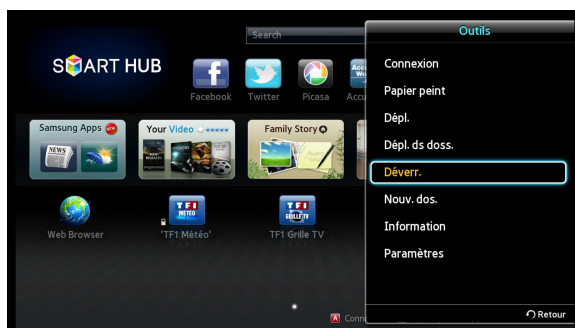 Search
Outils
SMART HUB
Facebook
Twitter
Picasa
Accu
Connexion
Papier peint
Dépl.
Dépl. ds doss.
Déverr.
Nouv. dos.
Information
Paramètres
Samsung Apps
Your Video
Family Story
NEWS
TF1
MÉTÉO
TF1
GRILLE TV
Web Browser
'TF1 Météo'
TF1 Grille TV
A Conne
Retour